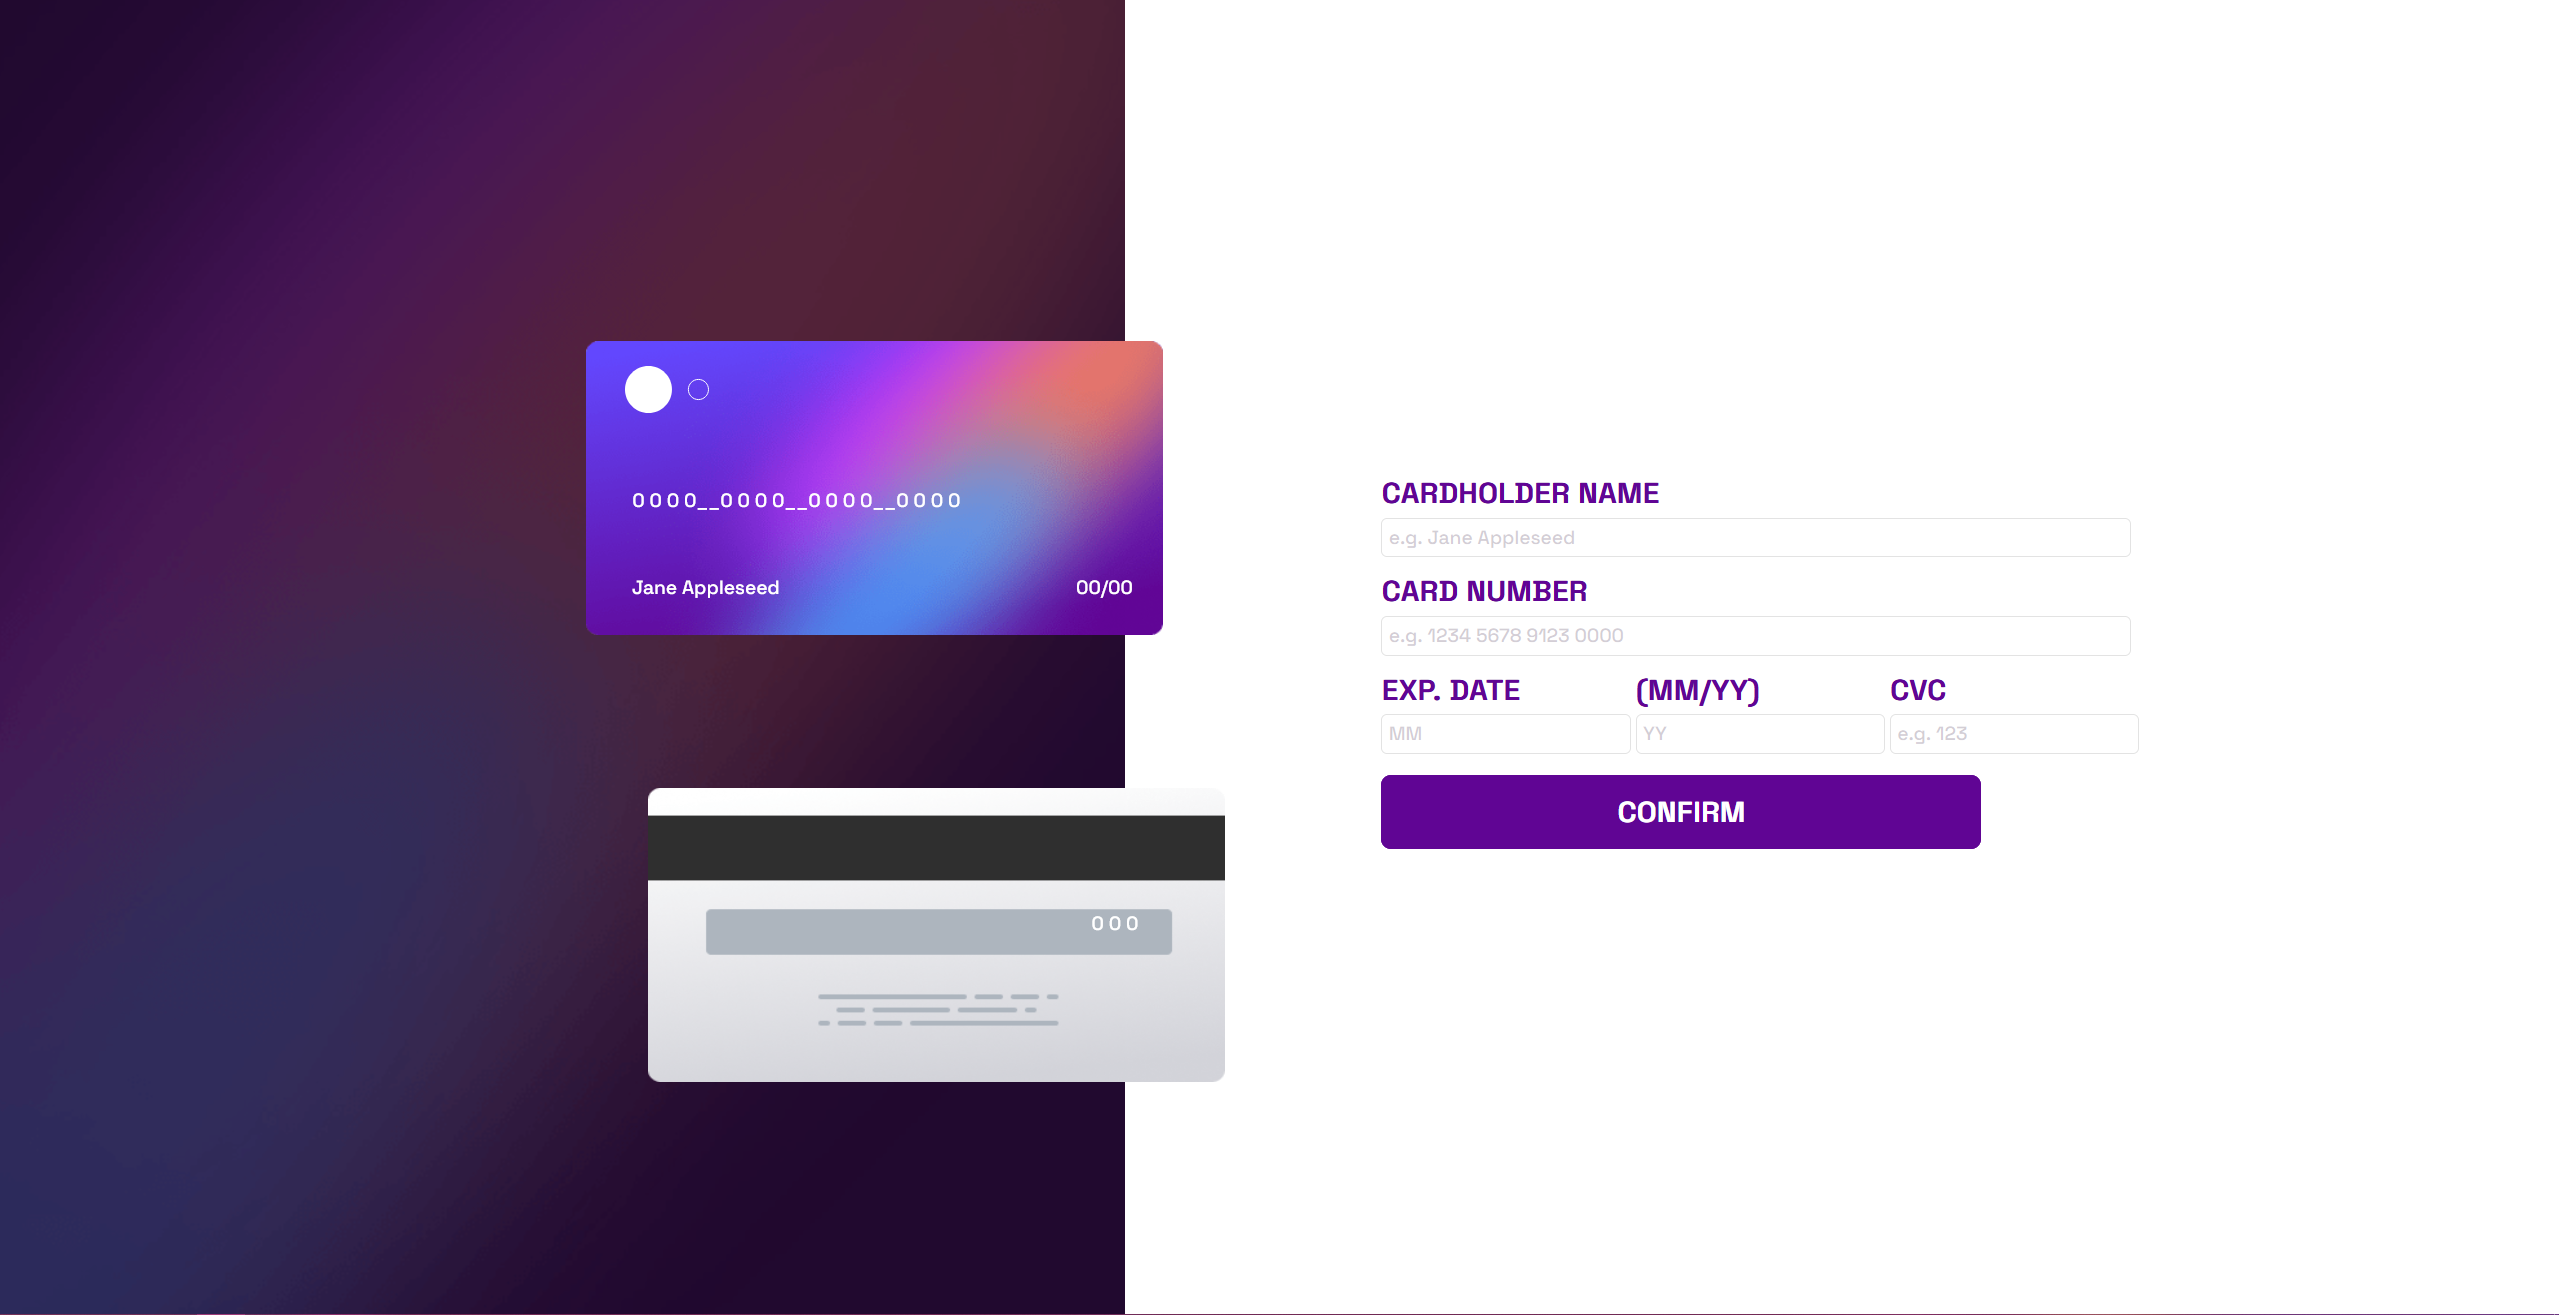 0000__0000__0000__0000
Jane Appleseed 00/00
000
CARDHOLDER NAME
e.g. Jane Appleseed
CARD NUMBER
e.g. 1234 5678 9123 0000
EXP. DATE (MM/YY) CVC
MM YY e.g. 123
CONFIRM